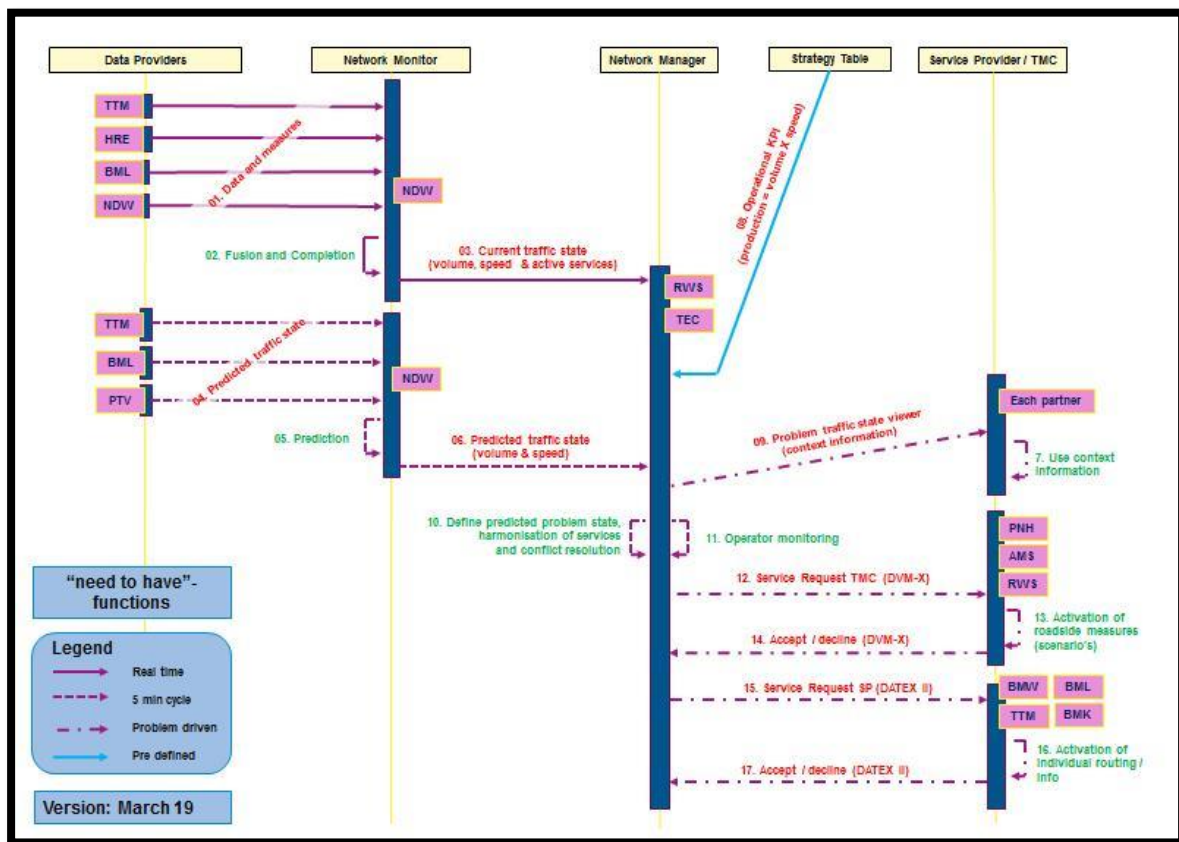 Data Providers
Network Monitor
Network Manager
Strategy Table
Service Provider / TMC
TTM
HRE
BML
NDW
01. Data and measures
NDW
02. Fusion and Completion
03. Current traffic state
(volume, speed & active services)
RWS
TEC
08. Operational KPI
(production = volume X speed)
TTM
BML
PTV
04. Predicted traffic state
NDW
05. Prediction
06. Predicted traffic state
(volume & speed)
09. Problem traffic state viewer
(context information)
Each partner
7. Use context
information
10. Define predicted problem state,
harmonisation of services
and conflict resolution
11. Operator monitoring
PNH
AMS
RWS
12. Service Request TMC (DVM-X)
13. Activation of
roadside measures
(scenario's)
14. Accept / decline (DVM-X)
15. Service Request SP (DATEX II)
BMW
BML
TTM
BMK
16. Activation of
individual routing /
info
17. Accept / decline (DATEX II)
“need to have”-
functions
Legend
Real time
5 min cycle
Problem driven
Pre defined
Version: March 19